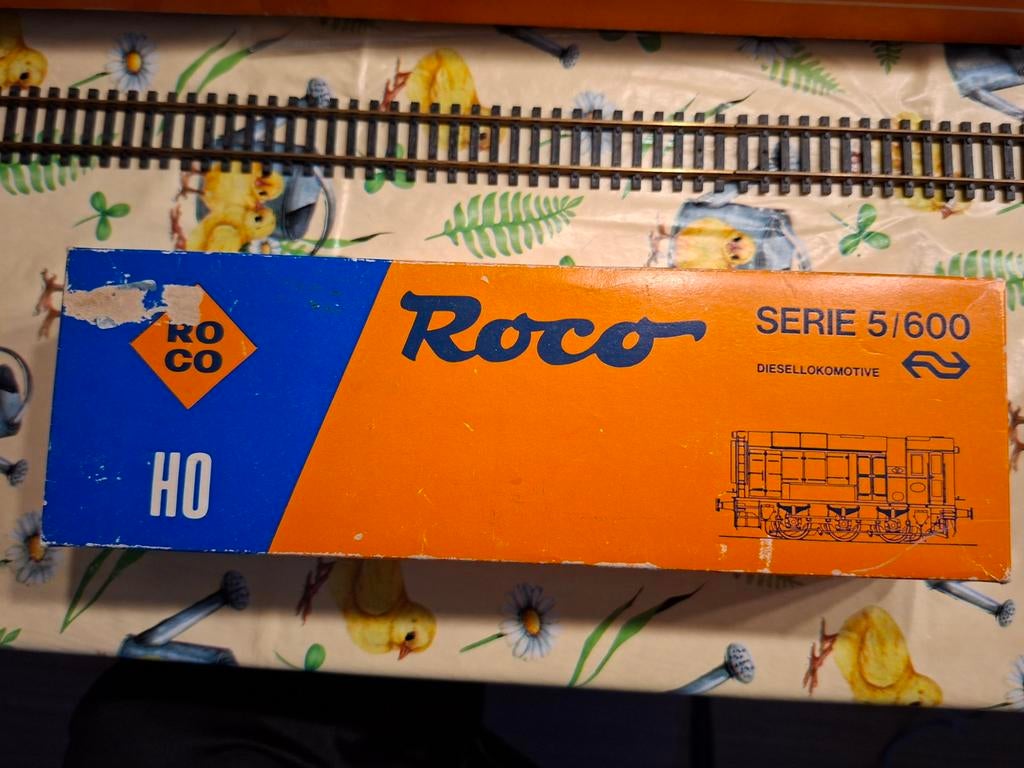 RO
CO
HO
Roco
SERIE 5/600
DIESELLOKOMOTIVE